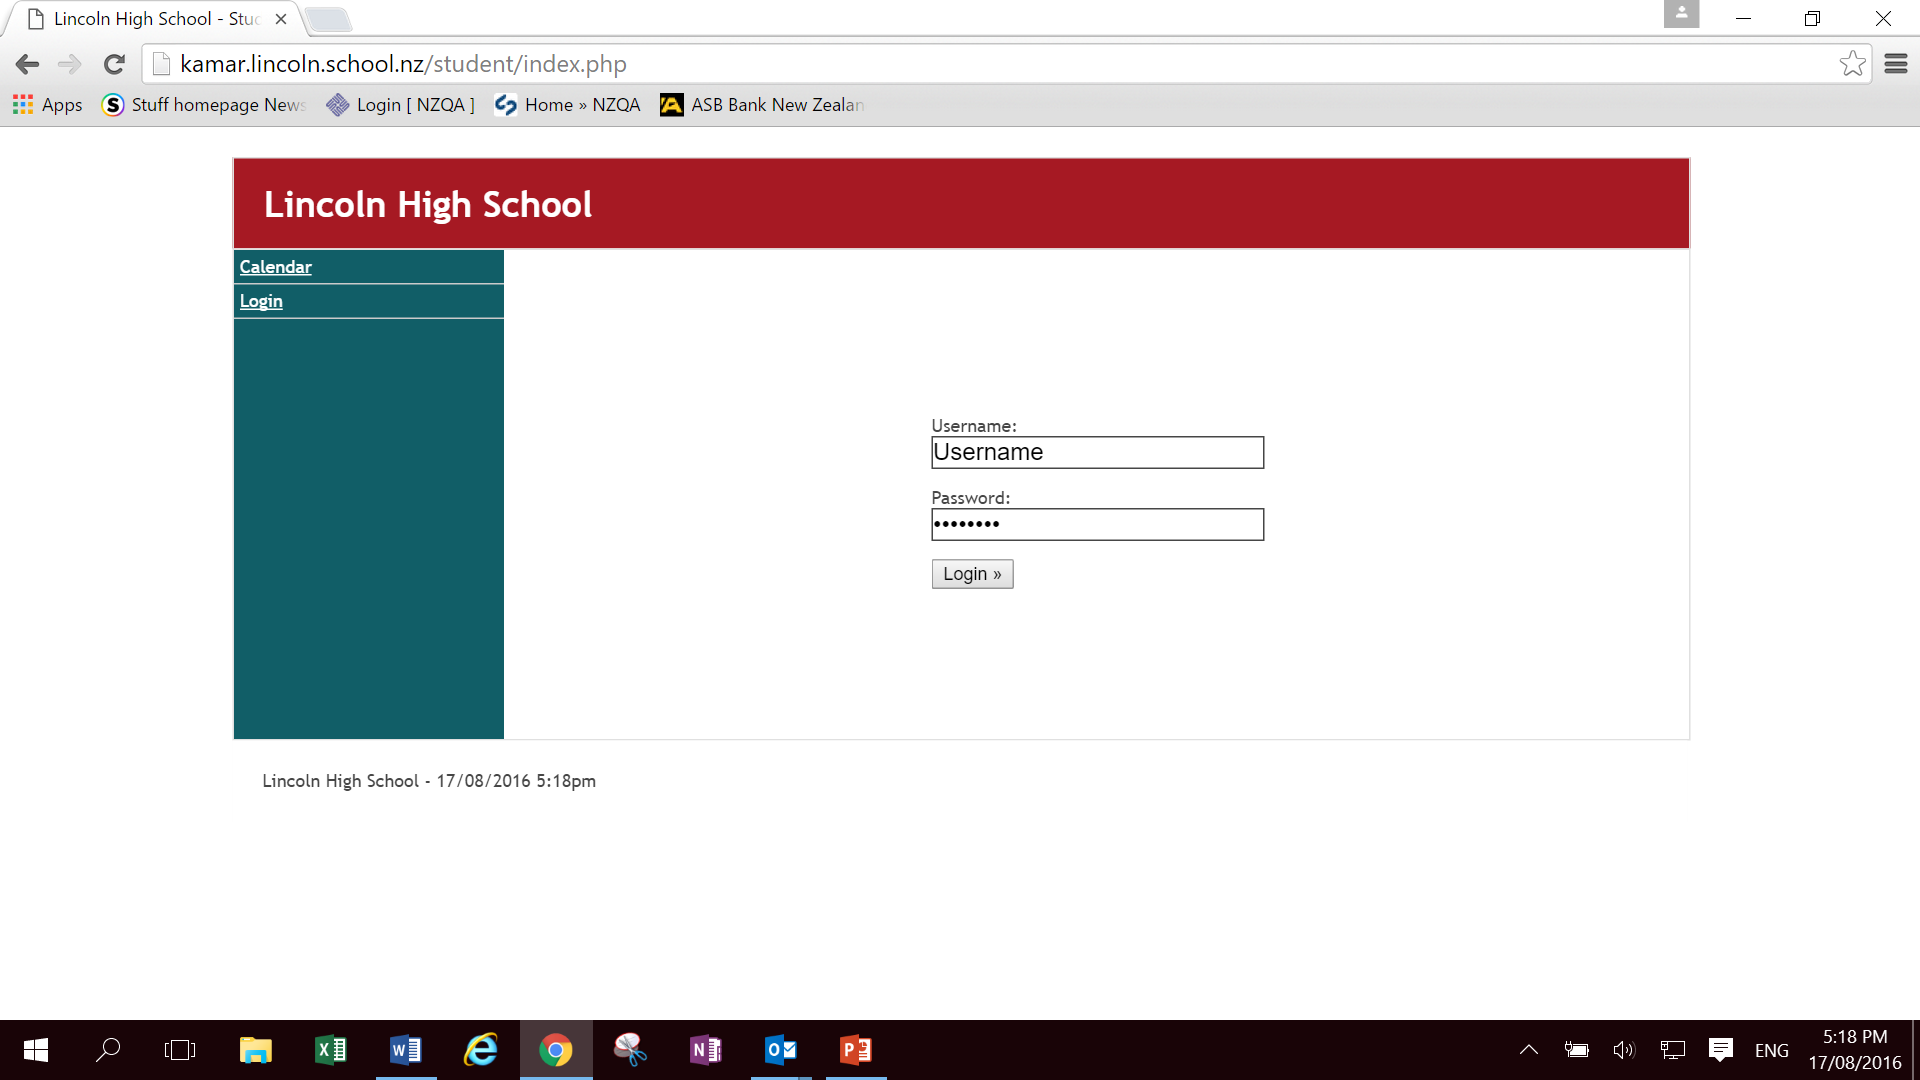 Lincoln High School - Stu
kamar.lincoln.school.nz/student/index.php
Apps Stuff homepage News Login [ NZQA ] Home » NZQA ASB Bank New Zealan
Lincoln High School
Calendar
Login
Username:
Username
Password:
••••••••
Login »
Lincoln High School - 17/08/2016 5:18pm
ENG
5:18 PM
17/08/2016